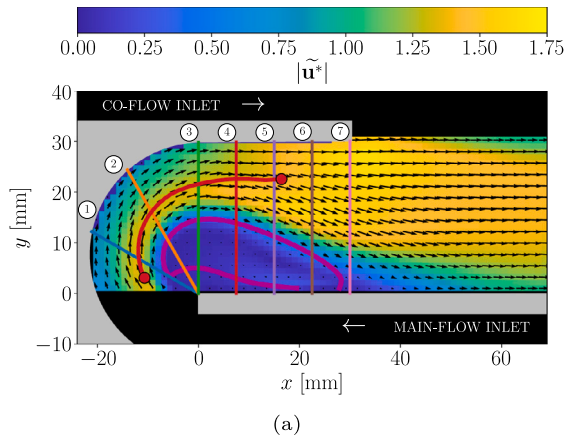 0.00 0.25 0.50 0.75 1.00 1.25 1.50 1.75
|ũ*|
40
30
20
10
0
−10
y [mm]
CO-FLOW INLET →
1 2 3 4 5 6 7
← MAIN-FLOW INLET
−20 0 20 40 60
x [mm]
(a)